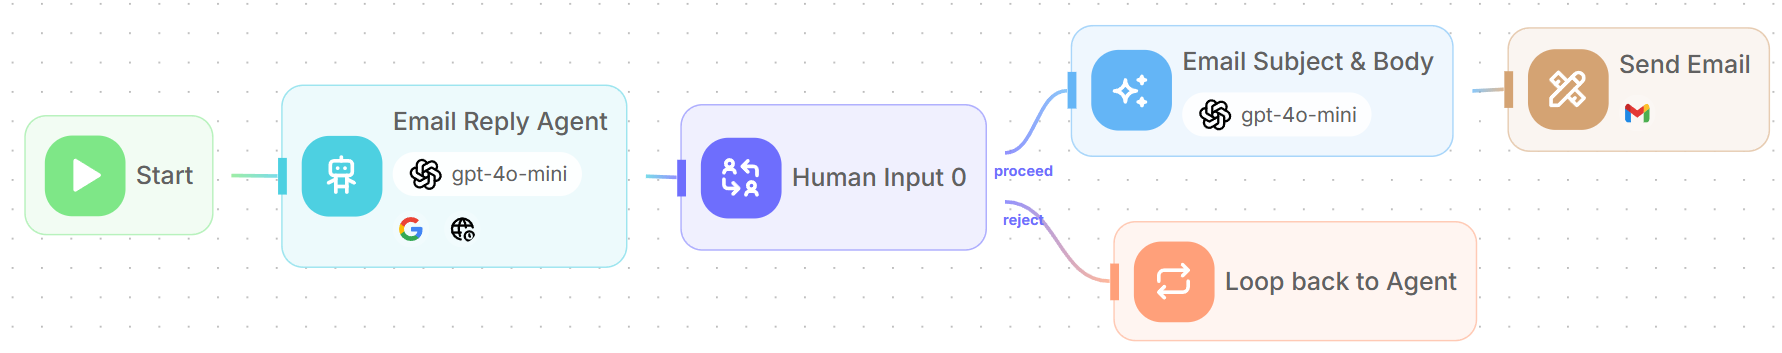 Start
Email Reply Agent
gpt-4o-mini
Human Input 0
proceed
reject
Email Subject & Body
gpt-4o-mini
Send Email
Loop back to Agent